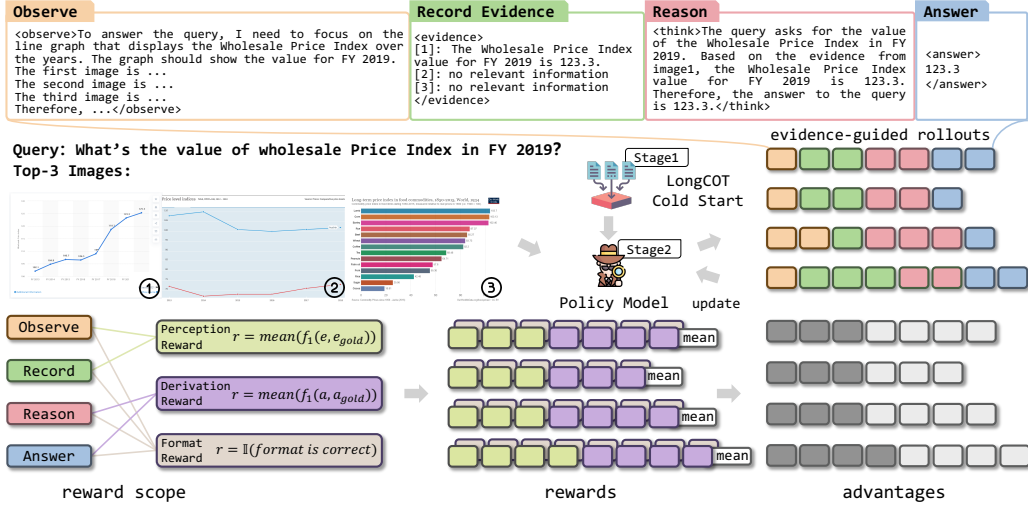 Observe
<observe>To answer the query, I need to focus on the
line graph that displays the Wholesale Price Index over
the years. The graph should show the value for FY 2019.
The first image is ...
The second image is ...
The third image is ...
Therefore, ...</observe>
Record Evidence
<evidence>
[1]: The Wholesale Price Index
value for FY 2019 is 123.3.
[2]: no relevant information
[3]: no relevant information
</evidence>
Reason
<think>The query asks for the value
of the Wholesale Price Index in FY
2019. Based on the evidence from
image1, the Wholesale Price Index
value for FY 2019 is 123.3.
Therefore, the answer to the query
is 123.3.</think>
Answer
<answer>
123.3
</answer>
Query: What's the value of wholesale Price Index in FY 2019?
Top-3 Images:
Price level indices
Long-term price index in food commodities, 1850-2015, World, 1934
1
2
3
Stage1
LongCOT
Cold Start
Stage2
Policy Model
update
evidence-guided rollouts
Observe
Record
Reason
Answer
reward scope
Perception
Reward
r = mean(f₁(e, e_gold))
Derivation
Reward
r = mean(f₁(a, a_gold))
Format
Reward
r = 𝕀(format is correct)
mean
mean
mean
mean
rewards
advantages